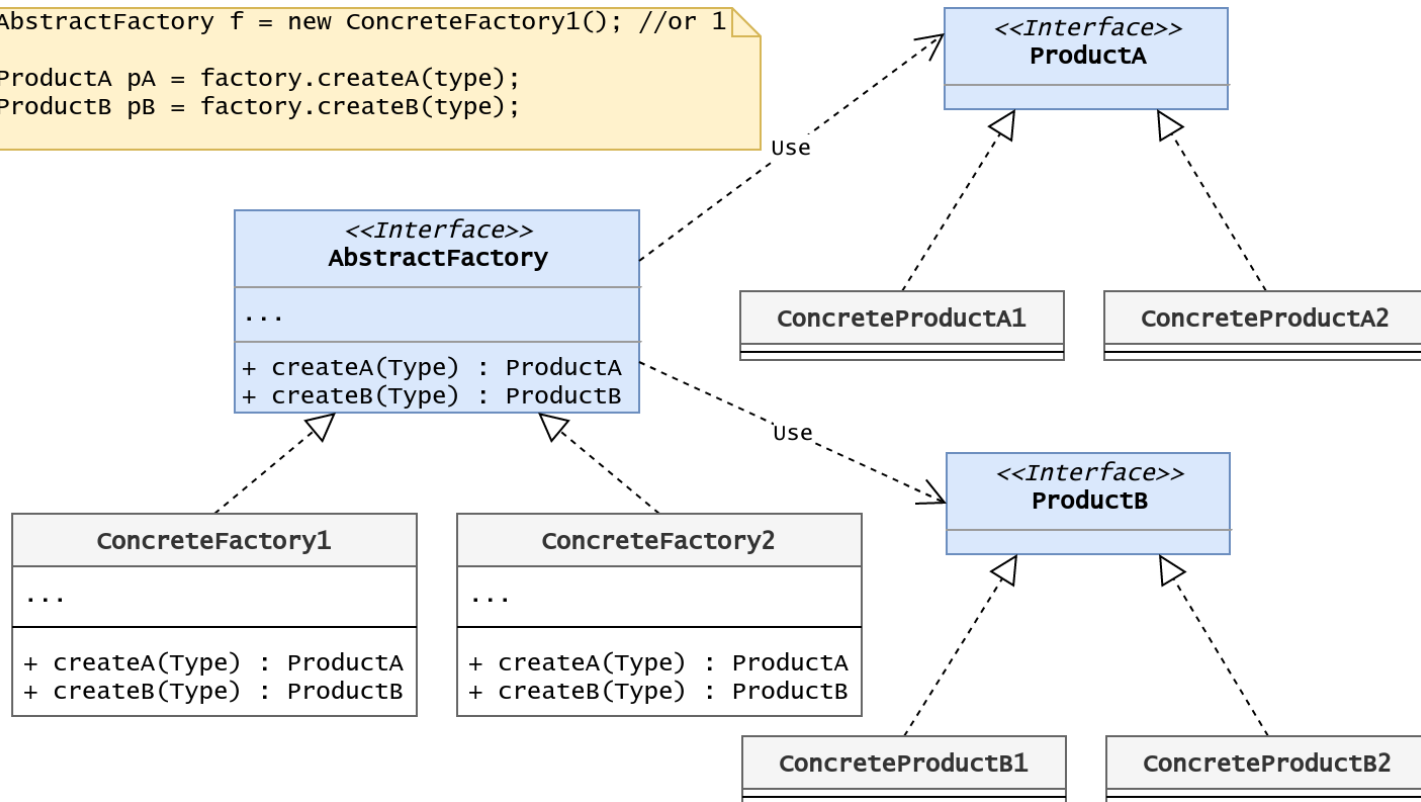 AbstractFactory f = new ConcreteFactory1(); //or 1
ProductA pA = factory.createA(type);
ProductB pB = factory.createB(type);
<<Interface>>
ProductA
Use
<<Interface>>
AbstractFactory
...
+ createA(Type) : ProductA
+ createB(Type) : ProductB
ConcreteProductA1
ConcreteProductA2
Use
<<Interface>>
ProductB
ConcreteFactory1
...
+ createA(Type) : ProductA
+ createB(Type) : ProductB
ConcreteFactory2
...
+ createA(Type) : ProductA
+ createB(Type) : ProductB
ConcreteProductB1
ConcreteProductB2